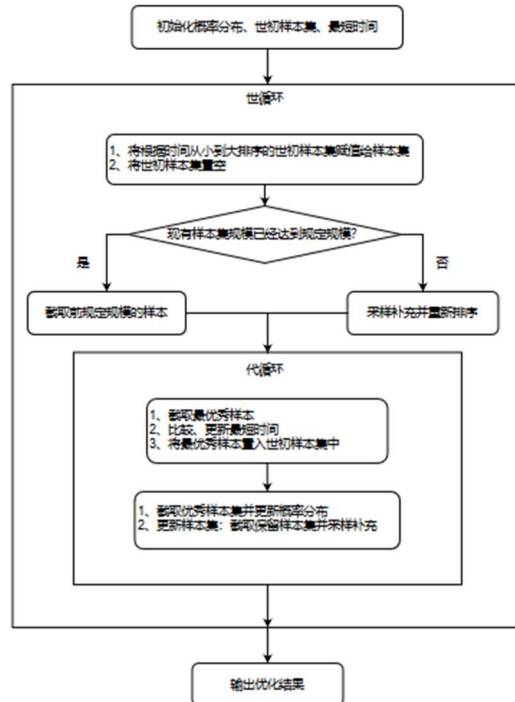 初始化概率分布、世初样本集、最短时间
世循环
1、将根据时间从小到大排序的世初样本集赋值给样本集
2、将世初样本集置空
现有样本集规模已经达到规定规模?
是
否
截取前规定规模的样本
采样补充并重新排序
代循环
1、截取最优秀样本
2、比较、更新最短时间
3、将最优秀样本置入世初样本集中
1、截取优秀样本集并更新概率分布
2、更新样本集：截取保留样本集并采样补充
输出优化结果